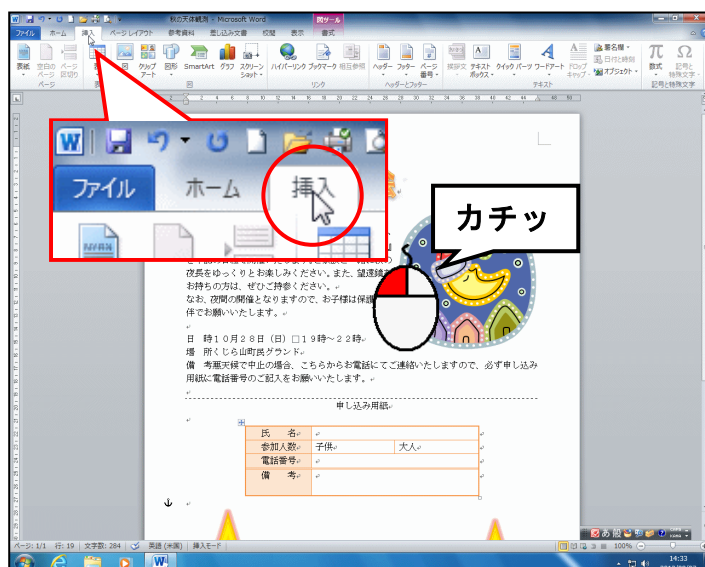 秋の天体観測 - Microsoft Word
図ツール
ファイル ホーム 挿入 ページ レイアウト 参考資料 差し込み文書 校閲 表示 書式
表紙 空白のページ ページ区切り 表 図 クリップアート 図形 SmartArt グラフ スクリーンショット ハイパーリンク ブックマーク 相互参照 ヘッダー フッター ページ番号 挨拶文 テキストボックス クイック パーツ ワードアート ドロップキャップ 署名欄 日付と時刻 オブジェクト 数式 記号と特殊文字
ページ 図 リンク ヘッダーとフッター テキスト 記号と特殊文字
ファイル ホーム 挿入
カチッ
夜長をゆっくりとお楽しみください。また、望遠鏡を
お持ちの方は、ぜひご持参ください。
なお、夜間の開催となりますので、お子様は保護
伴でお願いいたします。
日 時10月28日(日)□19時～22時
場 所くじら山町民グランド
備 考悪天候で中止の場合、こちらからお電話にてご連絡いたしますので、必ず申し込み
用紙に電話番号のご記入をお願いいたします。
申し込み用紙
氏 名
参加人数 子供 大人
電話番号
備 考
ページ: 1/1 行: 19 文字数: 284 英語 (米国) 挿入モード 100%
あ 般
14:33